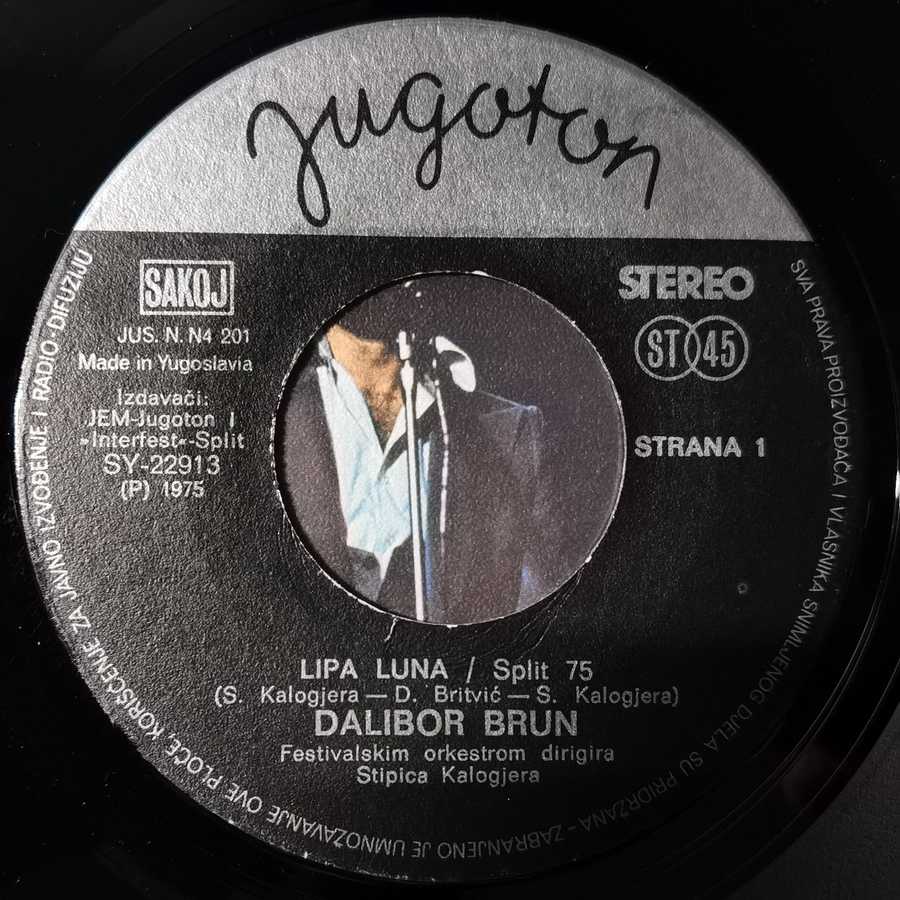 jugoton
SAKOJ
JUS. N. N4 201
Made in Yugoslavia
Izdavači:
JEM-Jugoton I
»Interfest«-Split
SY-22913
(P) 1975
STEREO
ST 45
STRANA 1
LIPA LUNA / Split 75
(S. Kalogjera — D. Britvić — S. Kalogjera)
DALIBOR BRUN
Festivalskim orkestrom dirigira
Stipica Kalogjera
SVA PRAVA PROIZVOĐAČA I VLASNIKA SNIMLJENOG DJELA SU PRIDRŽANA - ZABRANJENO JE UMNOŽAVANJE OVE PLOČE, KORIŠĆENJE ZA JAVNO IZVOĐENJE I RADIO-DIFUZIJU